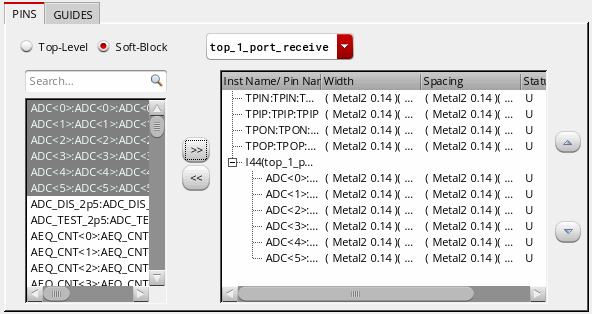 PINS GUIDES
Top-Level Soft-Block top_1_port_receive
Search...
ADC<0>:ADC<0>:ADC<0
ADC<1>:ADC<1>:ADC<1
ADC<2>:ADC<2>:ADC<2
ADC<3>:ADC<3>:ADC<3
ADC<4>:ADC<4>:ADC<4
ADC<5>:ADC<5>:ADC<5
ADC_DIS_2p5:ADC_DIS_
ADC_TEST_2p5:ADC_TE
AEQ_CNT<0>:AEQ_CNT
AEQ_CNT<1>:AEQ_CNT
AEQ_CNT<2>:AEQ_CNT
AEQ_CNT<3>:AEQ_CNT
>>
<<
Inst Name/ Pin Nar Width Spacing Statu
TPIN:TPIN:T... ( Metal2 0.14 )( ... ( Metal2 0.14 )( ... U
TPIP:TPIP:TPIP ( Metal2 0.14 )( ... ( Metal2 0.14 )( ... U
TPON:TPON:... ( Metal2 0.14 )( ... ( Metal2 0.14 )( ... U
TPOP:TPOP:... ( Metal2 0.14 )( ... ( Metal2 0.14 )( ... U
I44(top_1_p...
ADC<0>:... ( Metal2 0.14 )( ... ( Metal2 0.14 )( ... U
ADC<1>:... ( Metal2 0.14 )( ... ( Metal2 0.14 )( ... U
ADC<2>:... ( Metal2 0.14 )( ... ( Metal2 0.14 )( ... U
ADC<3>:... ( Metal2 0.14 )( ... ( Metal2 0.14 )( ... U
ADC<4>:... ( Metal2 0.14 )( ... ( Metal2 0.14 )( ... U
ADC<5>:... ( Metal2 0.14 )( ... ( Metal2 0.14 )( ... U